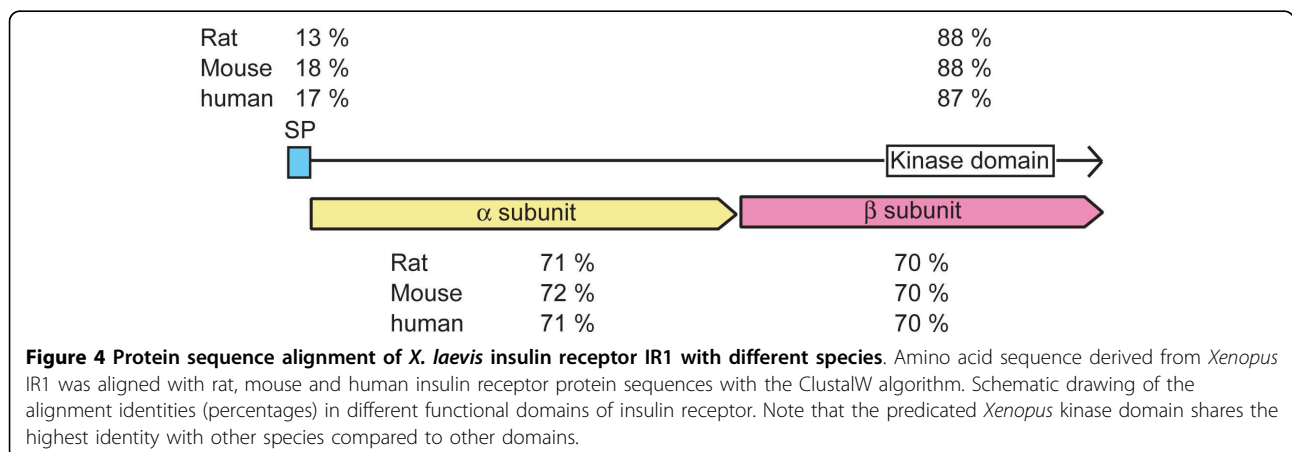 Rat 13 % 88 %
Mouse 18 % 88 %
human 17 % 87 %
SP
Kinase domain
α subunit β subunit
Rat 71 % 70 %
Mouse 72 % 70 %
human 71 % 70 %
Figure 4 Protein sequence alignment of X. laevis insulin receptor IR1 with different species. Amino acid sequence derived from Xenopus
IR1 was aligned with rat, mouse and human insulin receptor protein sequences with the ClustalW algorithm. Schematic drawing of the
alignment identities (percentages) in different functional domains of insulin receptor. Note that the predicated Xenopus kinase domain shares the
highest identity with other species compared to other domains.